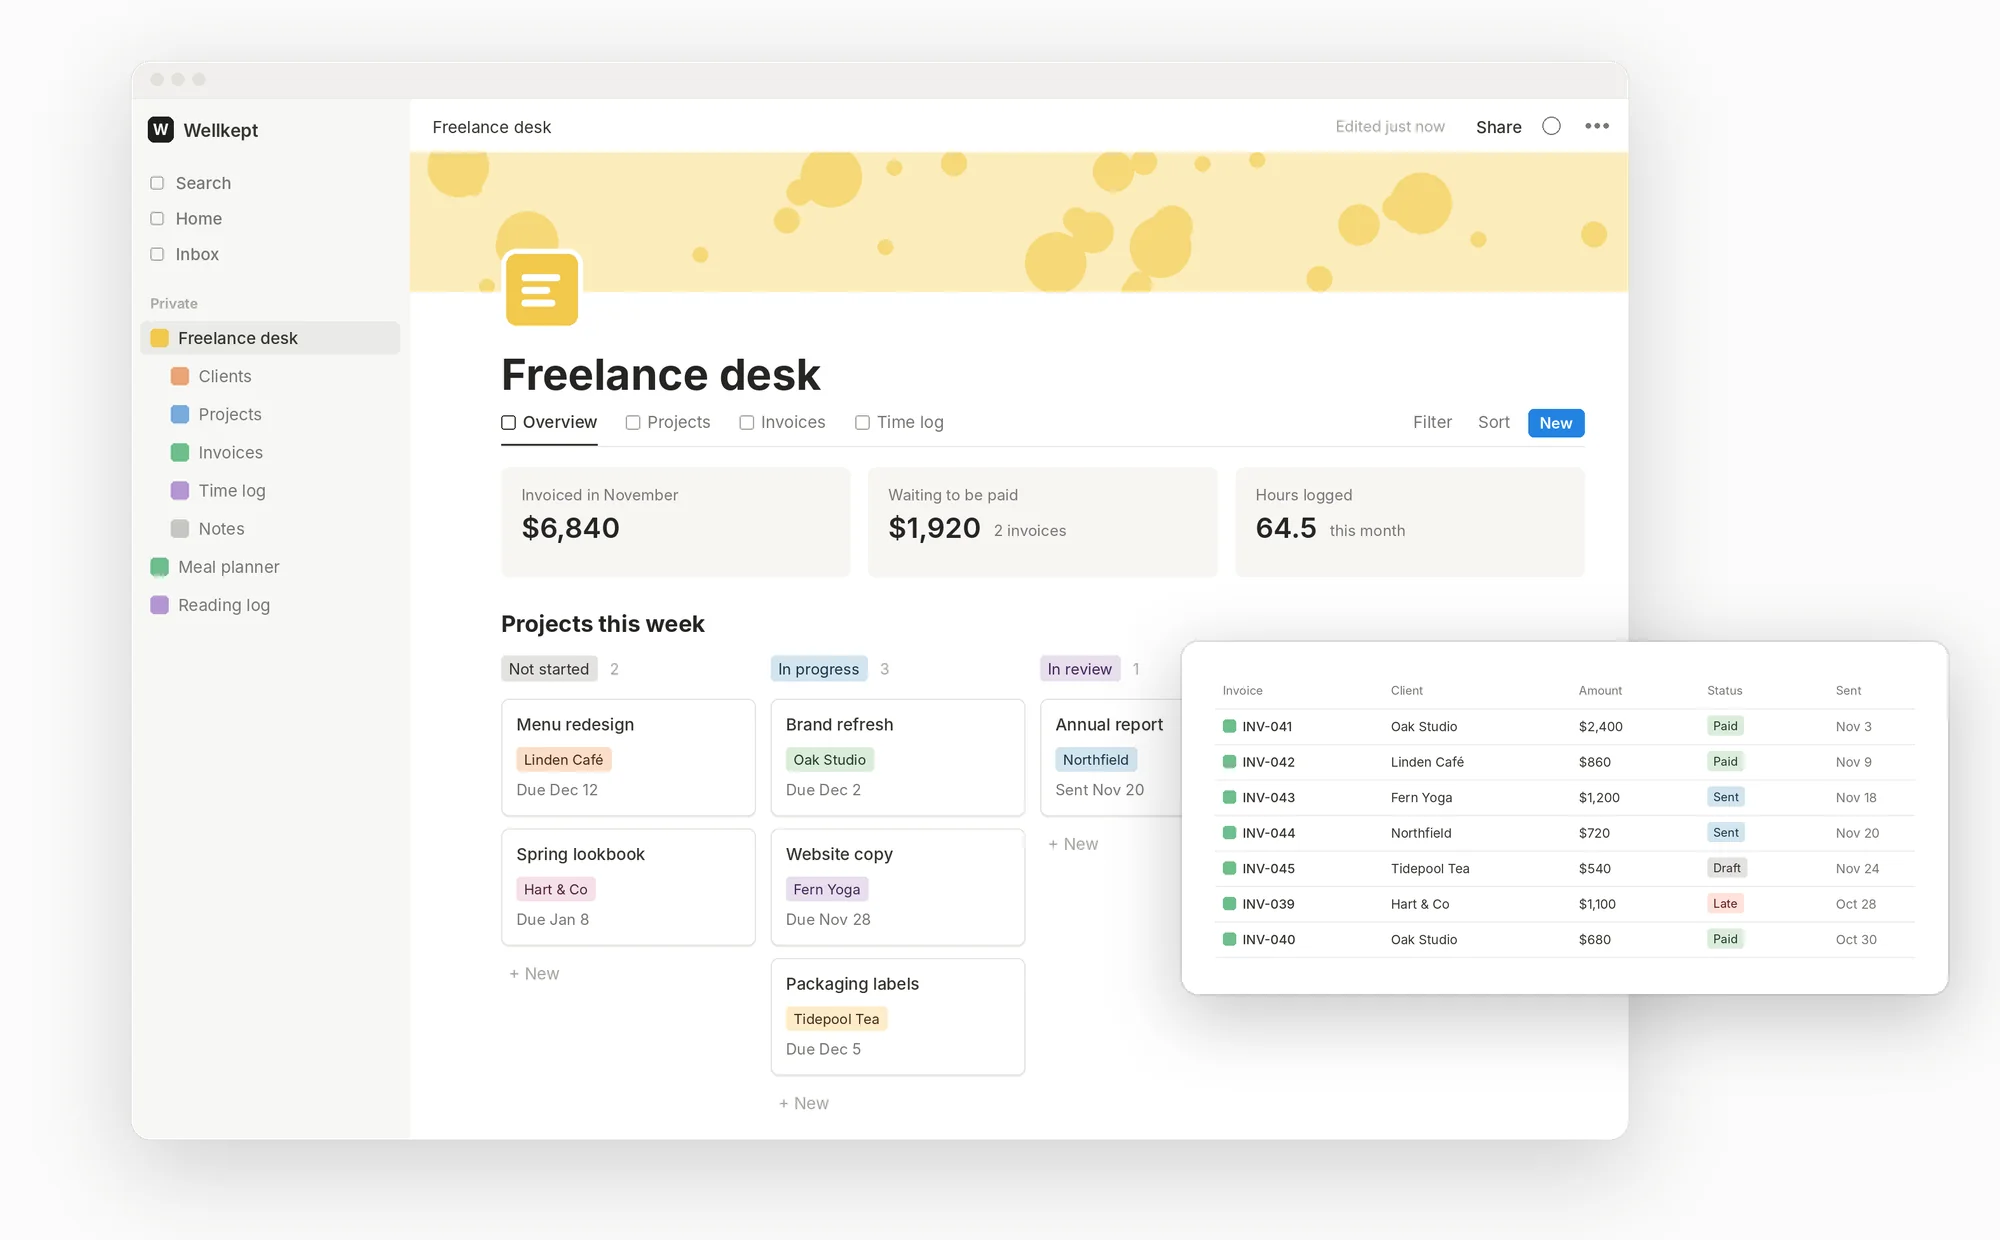 W Wellkept
Search
Home
Inbox
Private
Freelance desk
Clients
Projects
Invoices
Time log
Notes
Meal planner
Reading log
Freelance desk
Edited just now Share
Freelance desk
Overview Projects Invoices Time log Filter Sort New
Invoiced in November
$6,840
Waiting to be paid
$1,920 2 invoices
Hours logged
64.5 this month
Projects this week
Not started 2
Menu redesign
Linden Café
Due Dec 12
Spring lookbook
Hart & Co
Due Jan 8
+ New
In progress 3
Brand refresh
Oak Studio
Due Dec 2
Website copy
Fern Yoga
Due Nov 28
Packaging labels
Tidepool Tea
Due Dec 5
+ New
In review 1
Annual report
Northfield
Sent Nov 20
+ New
Invoice Client Amount Status Sent
INV-041 Oak Studio $2,400 Paid Nov 3
INV-042 Linden Café $860 Paid Nov 9
INV-043 Fern Yoga $1,200 Sent Nov 18
INV-044 Northfield $720 Sent Nov 20
INV-045 Tidepool Tea $540 Draft Nov 24
INV-039 Hart & Co $1,100 Late Oct 28
INV-040 Oak Studio $680 Paid Oct 30